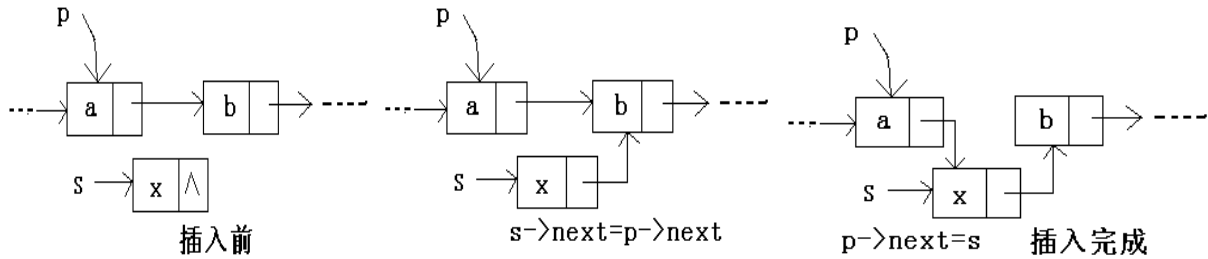 p
a
b
s
x
∧
插入前
p
a
b
s
x
s->next=p->next
p
a
b
s
x
p->next=s
插入完成